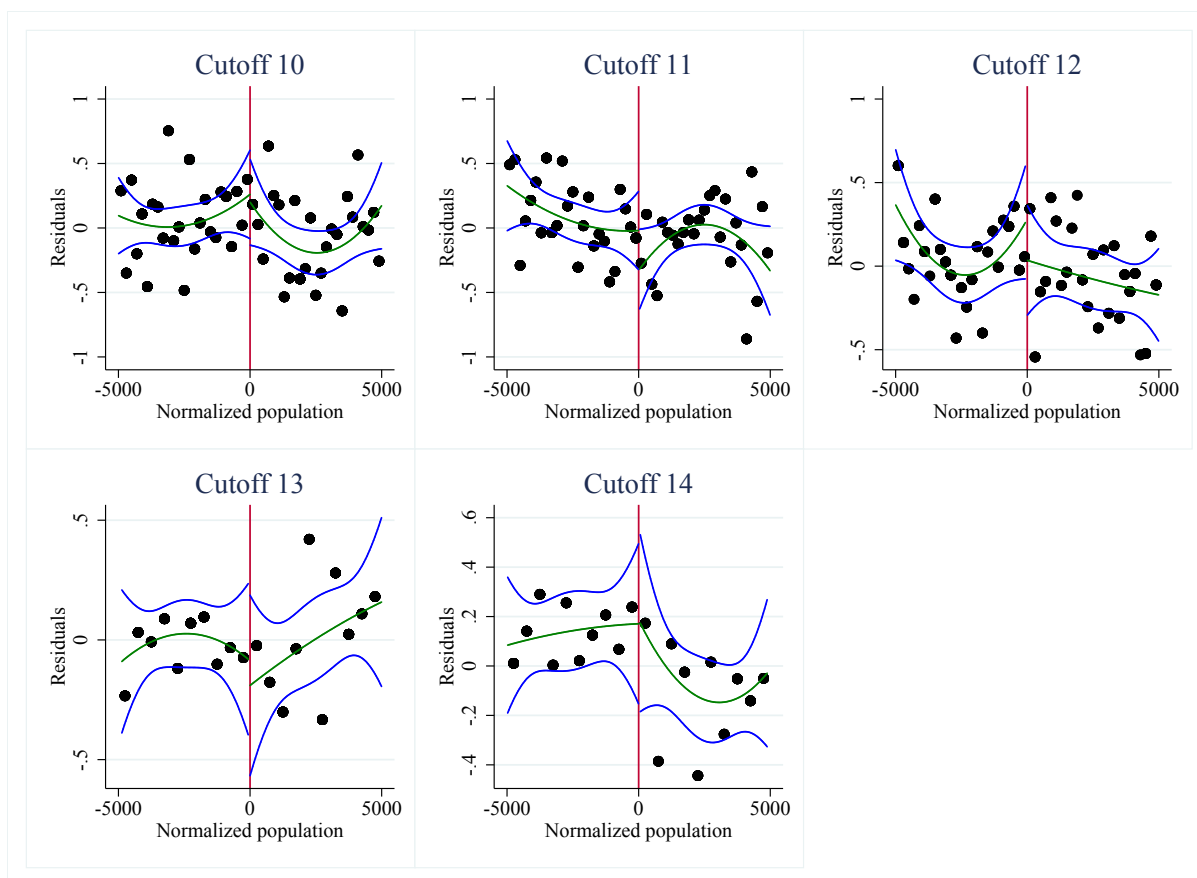 Cutoff 10
Residuals
1
.5
0
-.5
-1
-5000 0 5000
Normalized population
Cutoff 11
Residuals
1
.5
0
-.5
-1
-5000 0 5000
Normalized population
Cutoff 12
Residuals
1
.5
0
-.5
-5000 0 5000
Normalized population
Cutoff 13
Residuals
.5
0
-.5
-5000 0 5000
Normalized population
Cutoff 14
Residuals
.6
.4
.2
0
-.2
-.4
-5000 0 5000
Normalized population